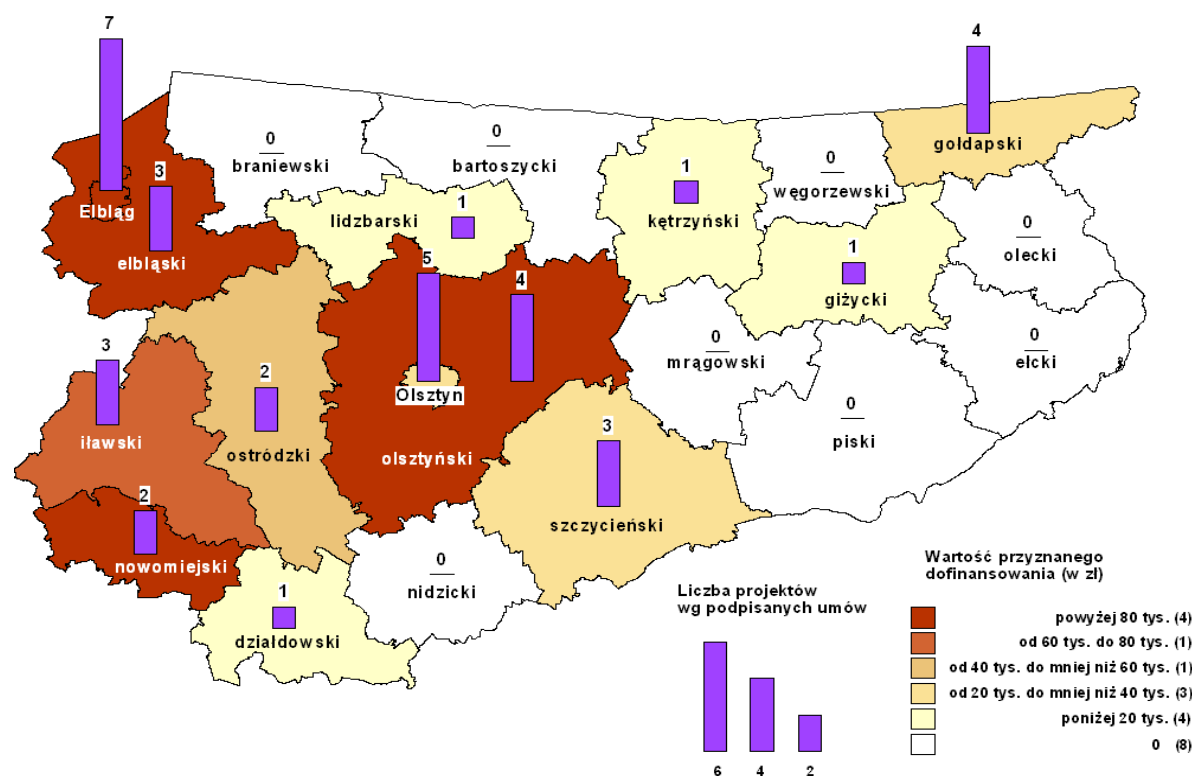 7
4
0
braniewski
0
bartoszycki
0
węgorzewski
gołdapski
3
Elbląg
elbląski
1
lidzbarski
1
kętrzyński
1
giżycki
0
olecki
5
4
Olsztyn
olsztyński
0
mrągowski
0
ełcki
3
iławski
2
ostródzki
0
piski
3
szczycieński
2
nowomiejski
0
nidzicki
1
działdowski
Liczba projektów
wg podpisanych umów
6 4 2
Wartość przyznanego
dofinansowania (w zł)
powyżej 80 tys. (4)
od 60 tys. do 80 tys. (1)
od 40 tys. do mniej niż 60 tys. (1)
od 20 tys. do mniej niż 40 tys. (3)
poniżej 20 tys. (4)
0 (8)